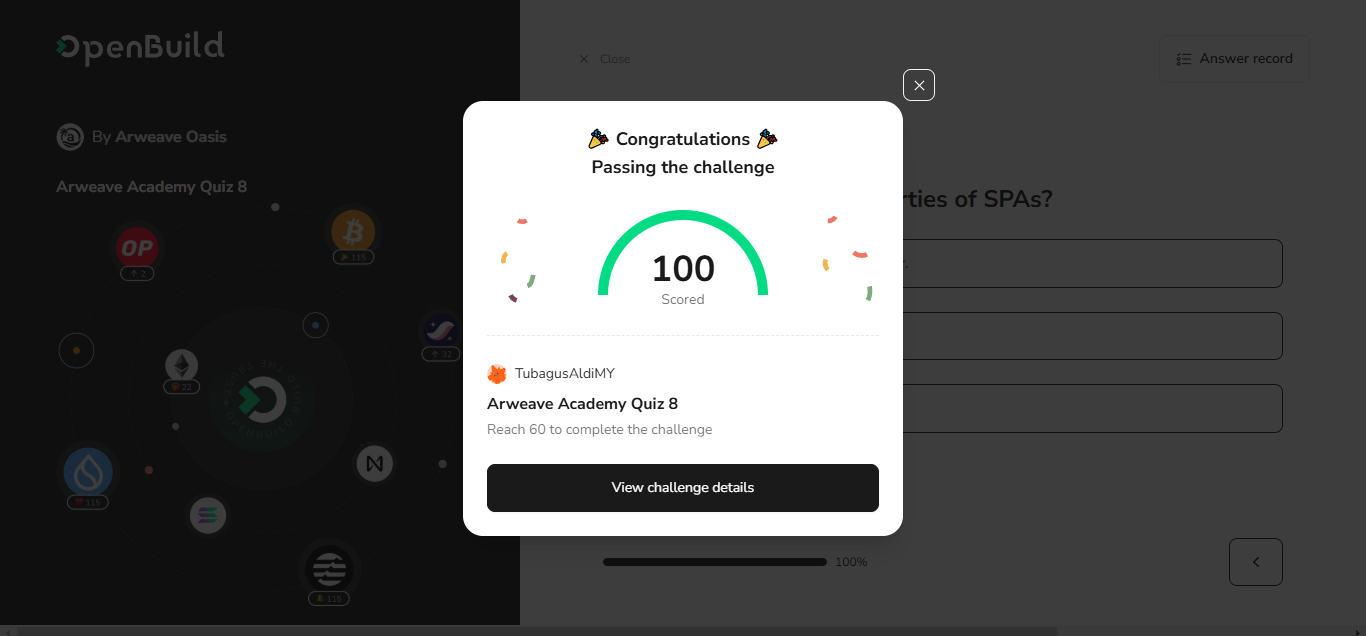 OpenBuild
Close
Answer record
By Arweave Oasis
Arweave Academy Quiz 8
rties of SPAs?
OP
2
115
32
22
115
115
Congratulations
Passing the challenge
100
Scored
TubagusAldiMY
Arweave Academy Quiz 8
Reach 60 to complete the challenge
View challenge details
100%